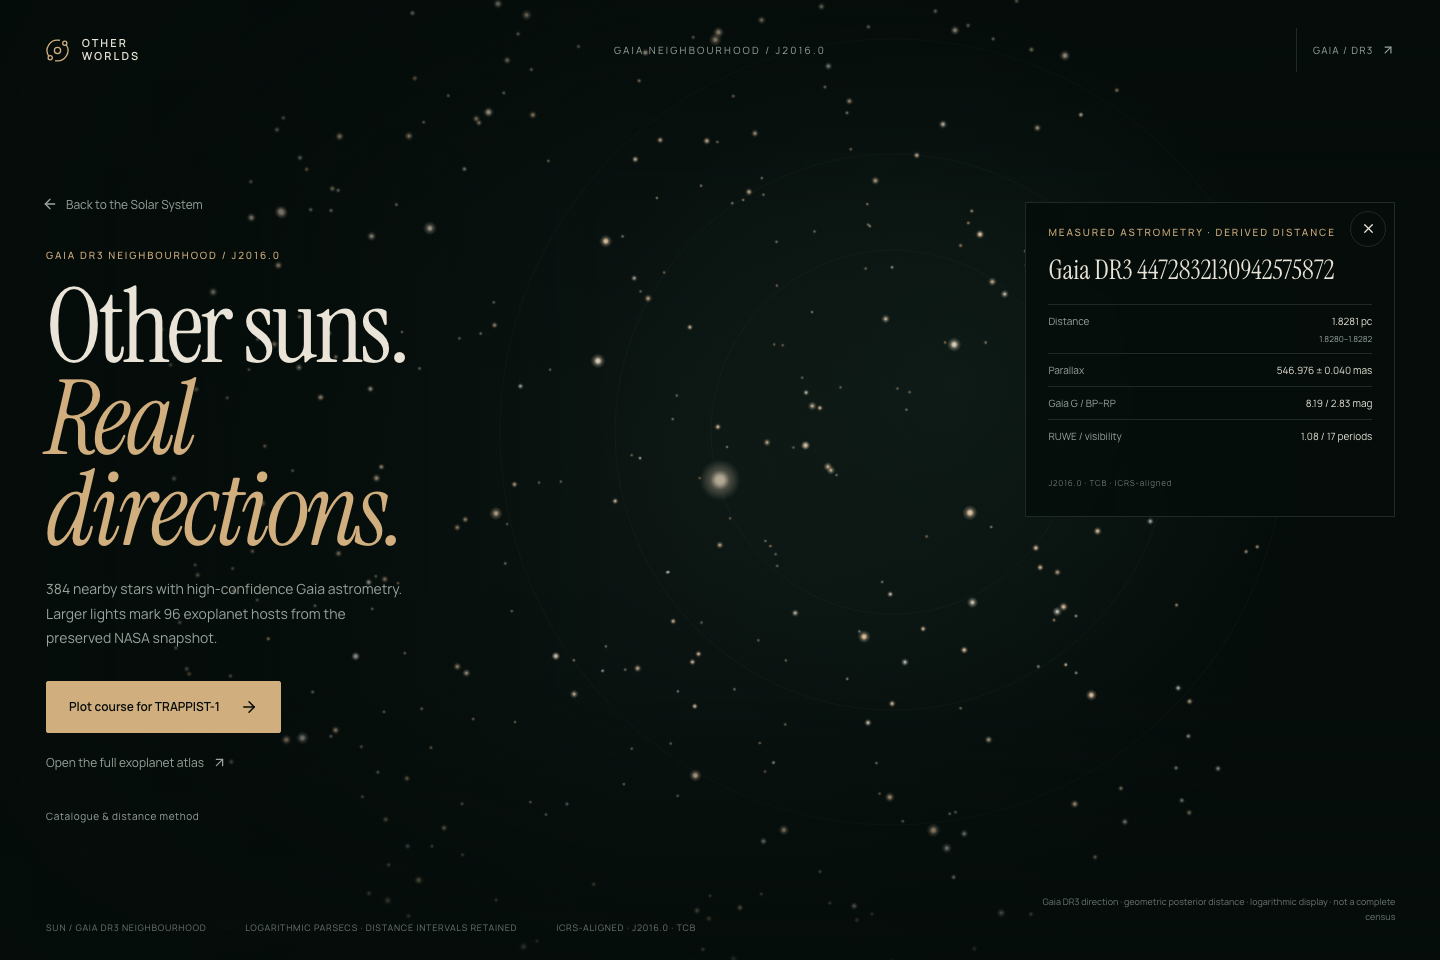 OTHER
WORLDS
GAIA NEIGHBOURHOOD / J2016.0
GAIA / DR3
Back to the Solar System
GAIA DR3 NEIGHBOURHOOD / J2016.0
Other suns.
Real
directions.
384 nearby stars with high-confidence Gaia astrometry.
Larger lights mark 96 exoplanet hosts from the
preserved NASA snapshot.
Plot course for TRAPPIST-1
Open the full exoplanet atlas
Catalogue & distance method
MEASURED ASTROMETRY · DERIVED DISTANCE
Gaia DR3 4472832130942575872
Distance 1.8281 pc
1.8280–1.8282
Parallax 546.976 ± 0.040 mas
Gaia G / BP−RP 8.19 / 2.83 mag
RUWE / visibility 1.08 / 17 periods
J2016.0 · TCB · ICRS-aligned
Gaia DR3 direction · geometric posterior distance · logarithmic display · not a complete
census
SUN / GAIA DR3 NEIGHBOURHOOD
LOGARITHMIC PARSECS · DISTANCE INTERVALS RETAINED
ICRS-ALIGNED · J2016.0 · TCB